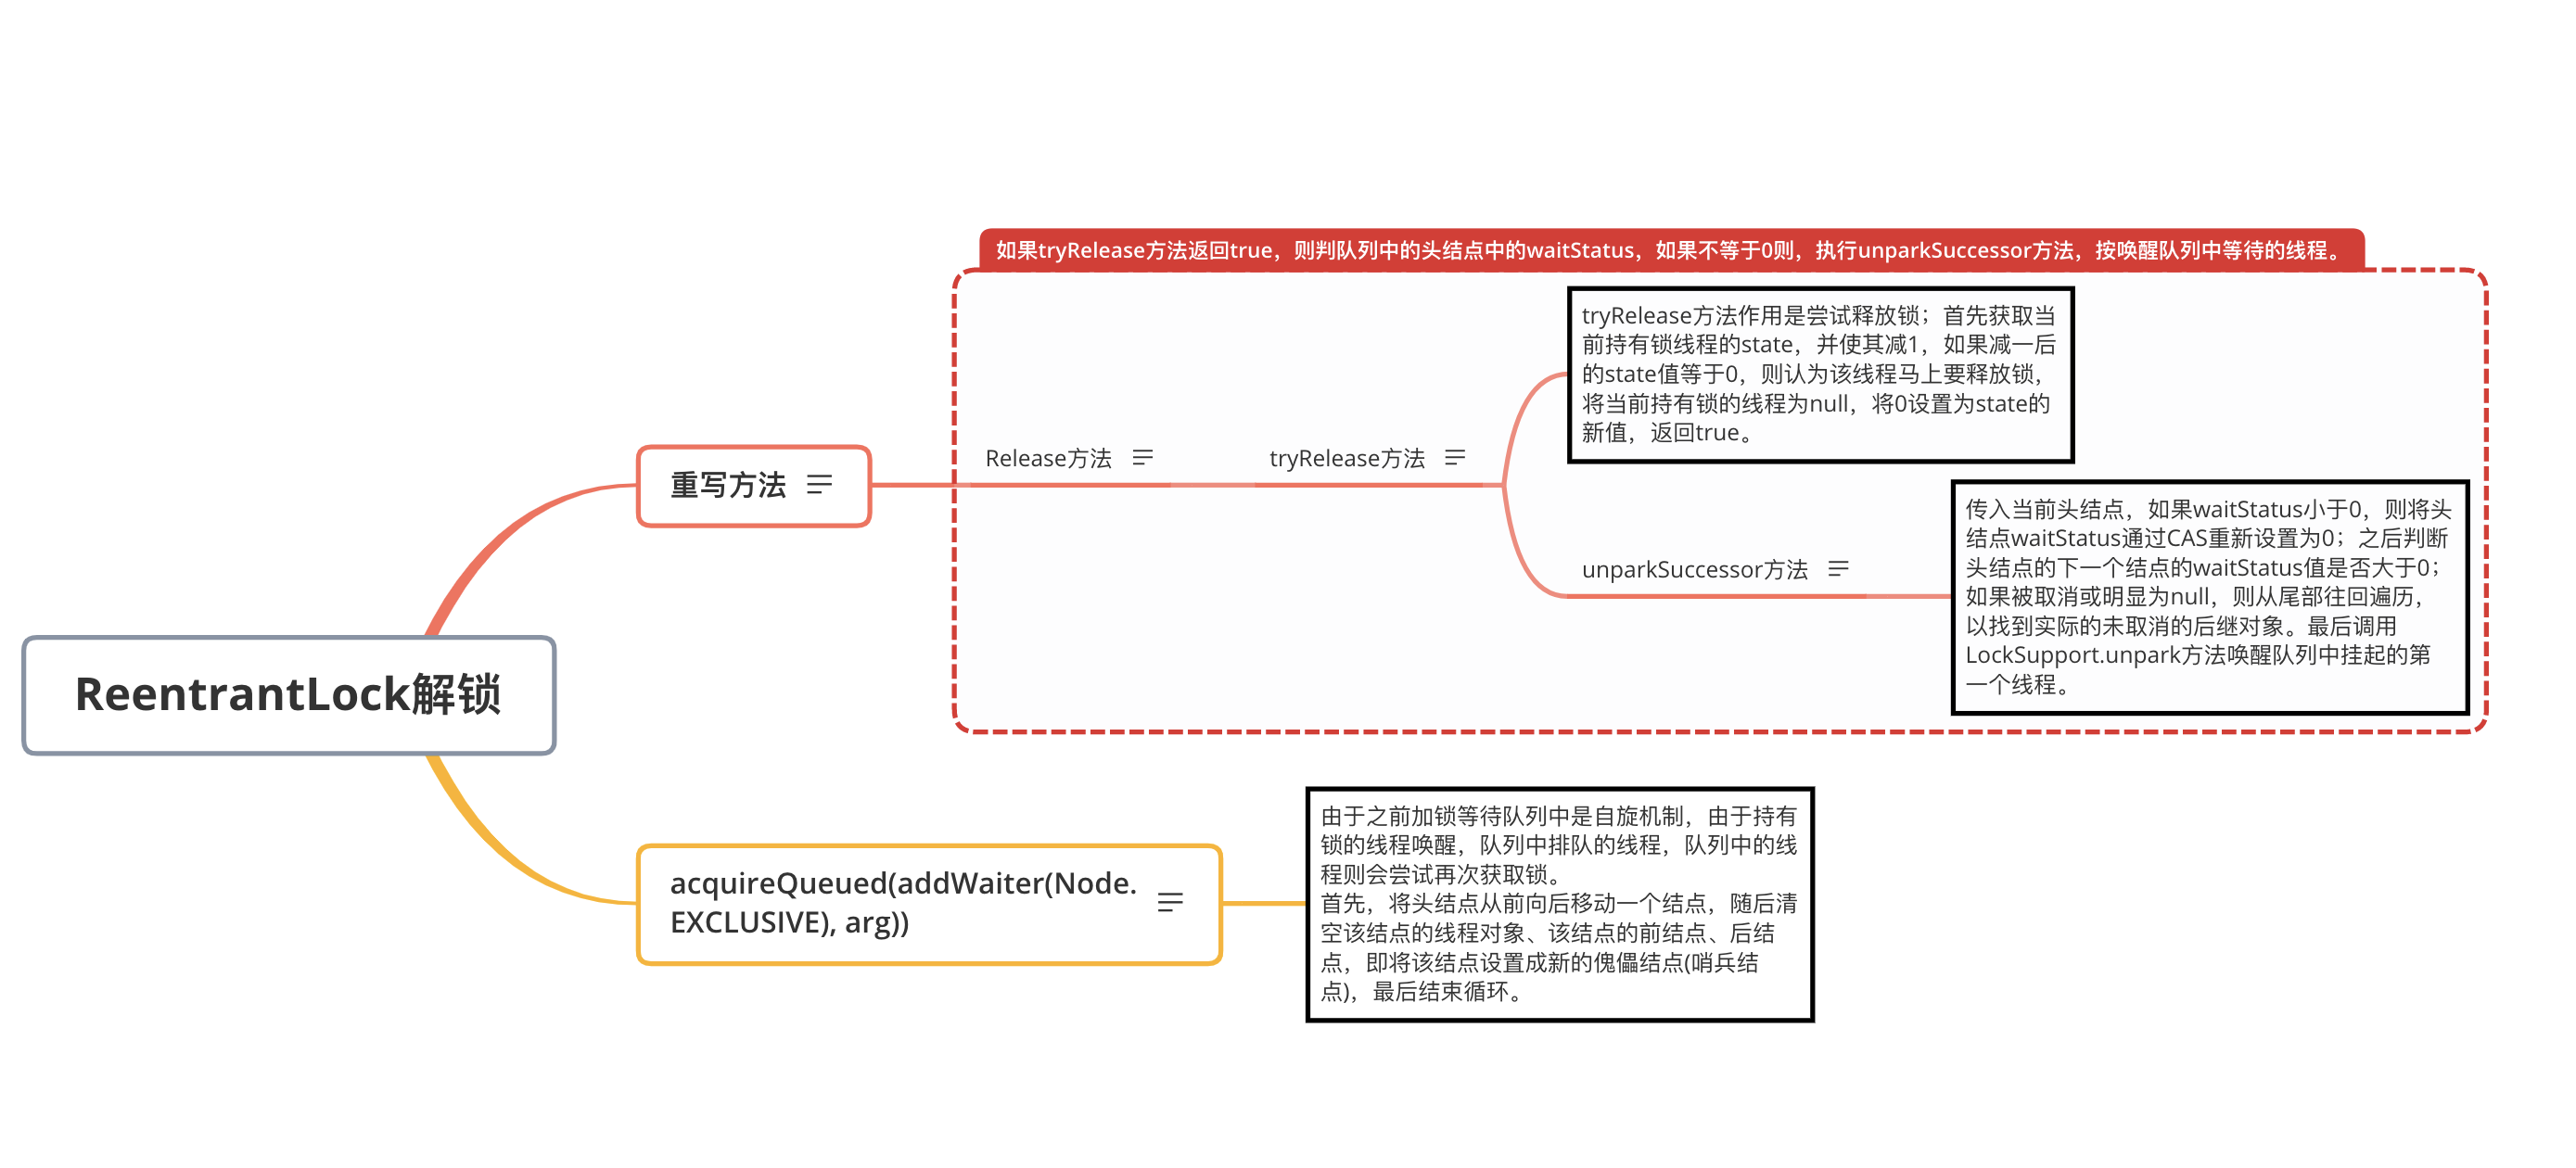 如果tryRelease方法返回true，则判队列中的头结点中的waitStatus，如果不等于0则，执行unparkSuccessor方法，按唤醒队列中等待的线程。
tryRelease方法作用是尝试释放锁；首先获取当
前持有锁线程的state，并使其减1，如果减一后
的state值等于0，则认为该线程马上要释放锁，
将当前持有锁的线程为null，将0设置为state的
新值，返回true。
重写方法
Release方法
tryRelease方法
unparkSuccessor方法
传入当前头结点，如果waitStatus小于0，则将头
结点waitStatus通过CAS重新设置为0；之后判断
头结点的下一个结点的waitStatus值是否大于0；
如果被取消或明显为null，则从尾部往回遍历，
以找到实际的未取消的后继对象。最后调用
LockSupport.unpark方法唤醒队列中挂起的第
一个线程。
ReentrantLock解锁
acquireQueued(addWaiter(Node.
EXCLUSIVE), arg))
由于之前加锁等待队列中是自旋机制，由于持有
锁的线程唤醒，队列中排队的线程，队列中的线
程则会尝试再次获取锁。
首先，将头结点从前向后移动一个结点，随后清
空该结点的线程对象、该结点的前结点、后结
点，即将该结点设置成新的傀儡结点(哨兵结
点)，最后结束循环。